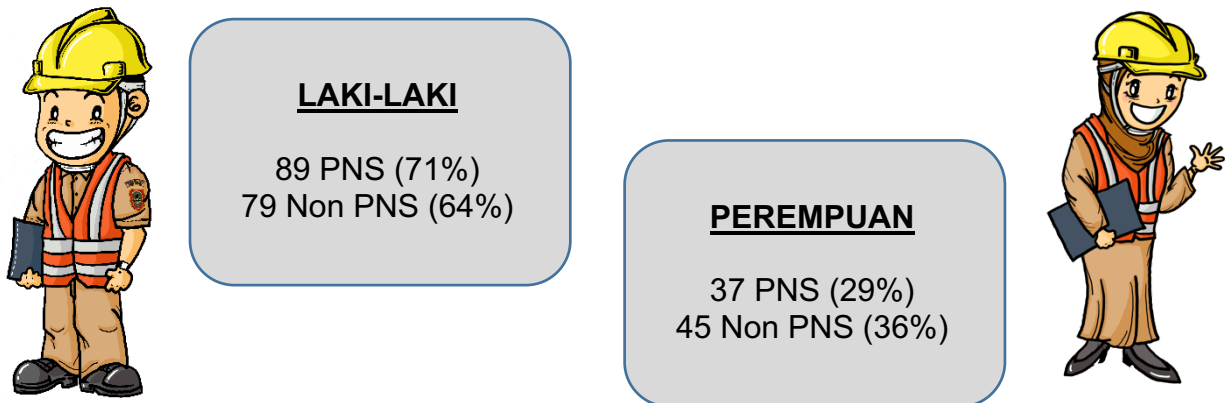 LAKI-LAKI
89 PNS (71%)
79 Non PNS (64%)
PEREMPUAN
37 PNS (29%)
45 Non PNS (36%)